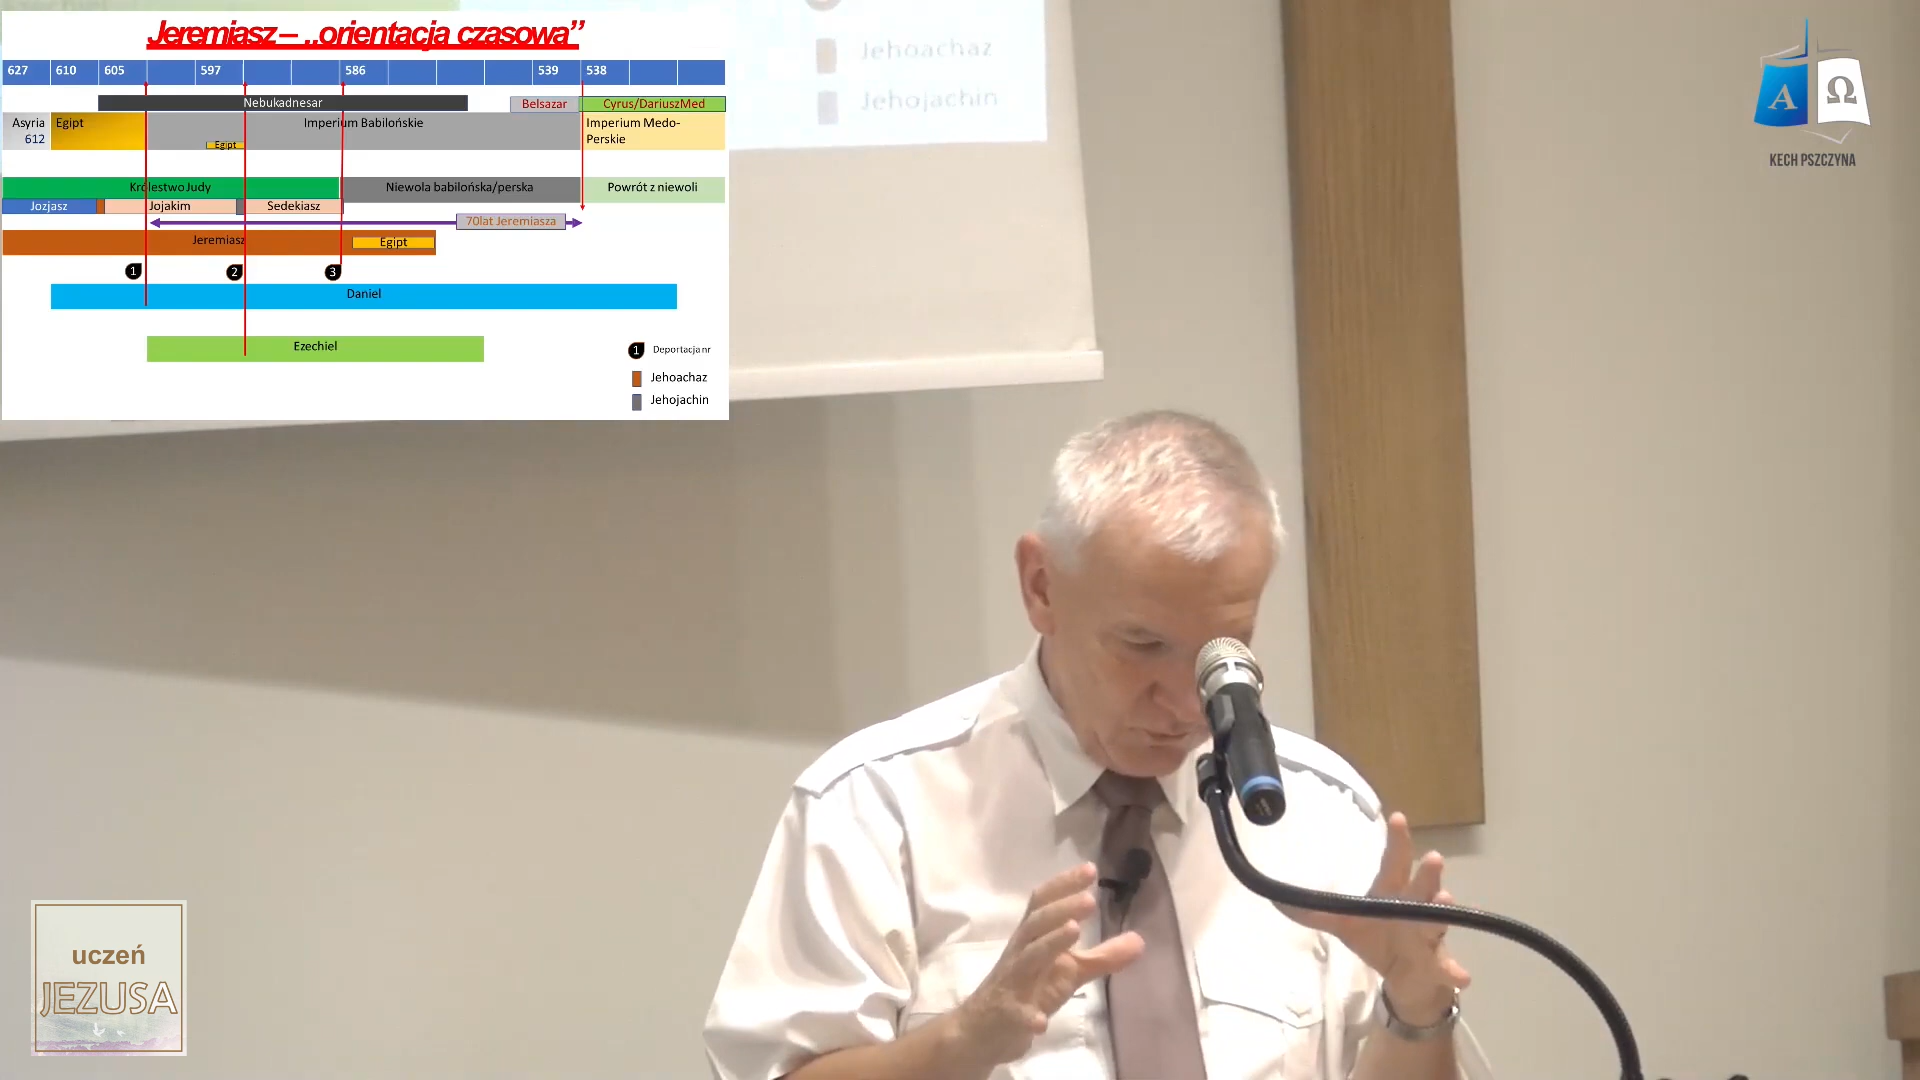 Jeremiasz – „orientacja czasowa”
627 610 605 597 586 539 538
Nebukadnesar Belsazar Cyrus/DariuszMed
Asyria
612
Egipt
Egipt
Imperium Babilońskie
Imperium Medo-
Perskie
Królestwo Judy Niewola babilońska/perska Powrót z niewoli
Jozjasz Jojakim Sedekiasz
70lat Jeremiasza
Jeremiasz Egipt
1 2 3
Daniel
Ezechiel
1 Deportacja nr
Jehoachaz
Jehojachin
Jehoachaz
Jehojachin
A Ω
KECH PSZCZYNA
uczeń
JEZUSA